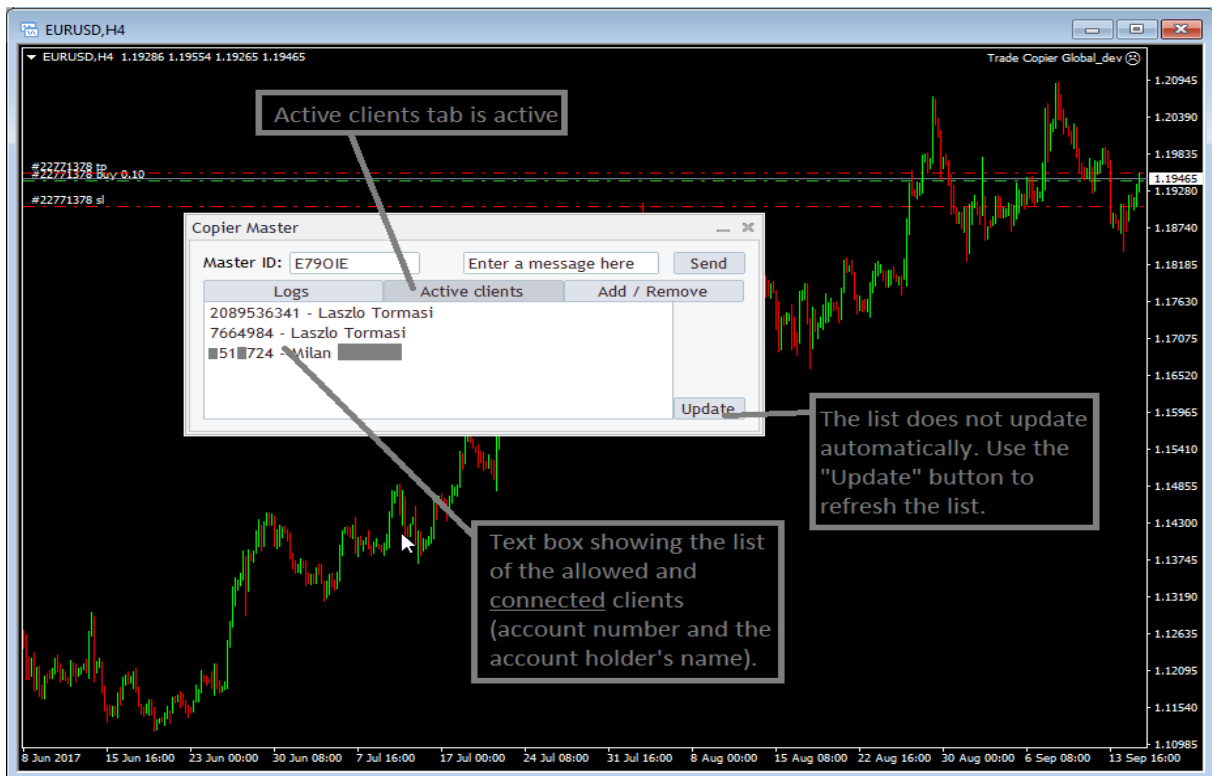 EURUSD,H4
EURUSD,H4 1.19286 1.19554 1.19265 1.19465
Trade Copier Global_dev
1.20945
Active clients tab is active
1.20390
1.19835
#22771378 tp
#22771378 buy 0.10
1.19465
1.19280
#22771378 sl
1.18740
Copier Master
Master ID: E79OIE Enter a message here Send
1.18185
Logs Active clients Add / Remove
1.17630
2089536341 - Laszlo Tormasi
7664984 - Laszlo Tormasi
1.17075
51 724 - Milan
1.16520
Update
1.15965
The list does not update
automatically. Use the
"Update" button to
refresh the list.
1.15410
1.14855
1.14300
Text box showing the list
of the allowed and
connected clients
(account number and the
account holder's name).
1.13745
1.13190
1.12635
1.12095
1.11540
1.10985
8 Jun 2017 15 Jun 16:00 23 Jun 00:00 30 Jun 08:00 7 Jul 16:00 17 Jul 00:00 24 Jul 08:00 31 Jul 16:00 8 Aug 00:00 15 Aug 08:00 22 Aug 16:00 30 Aug 00:00 6 Sep 08:00 13 Sep 16:00